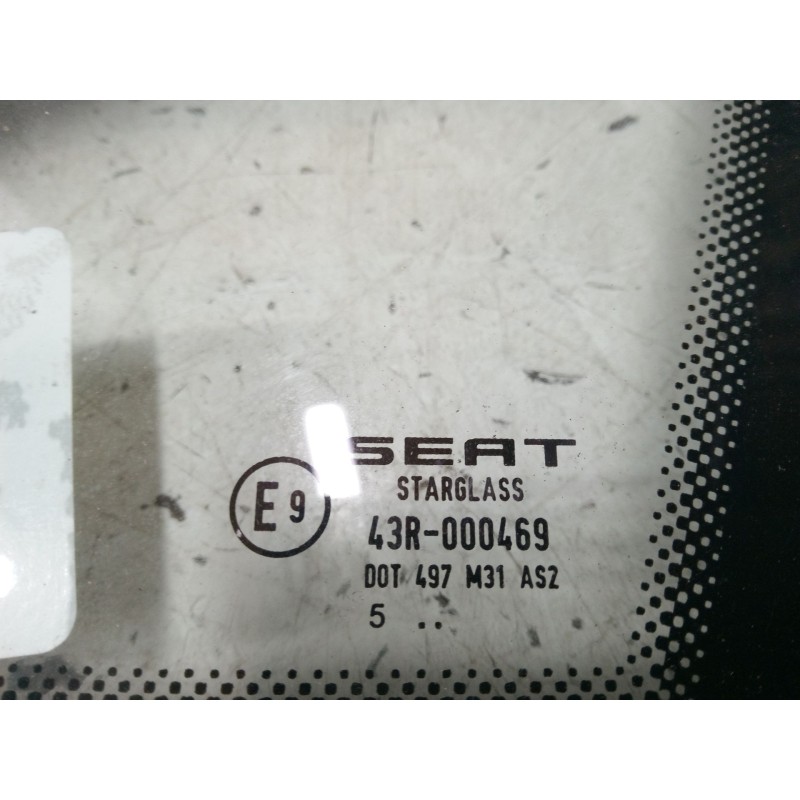 SEAT
STARGLASS
E9
43R-000469
DOT 497 M31 AS2
5 ..